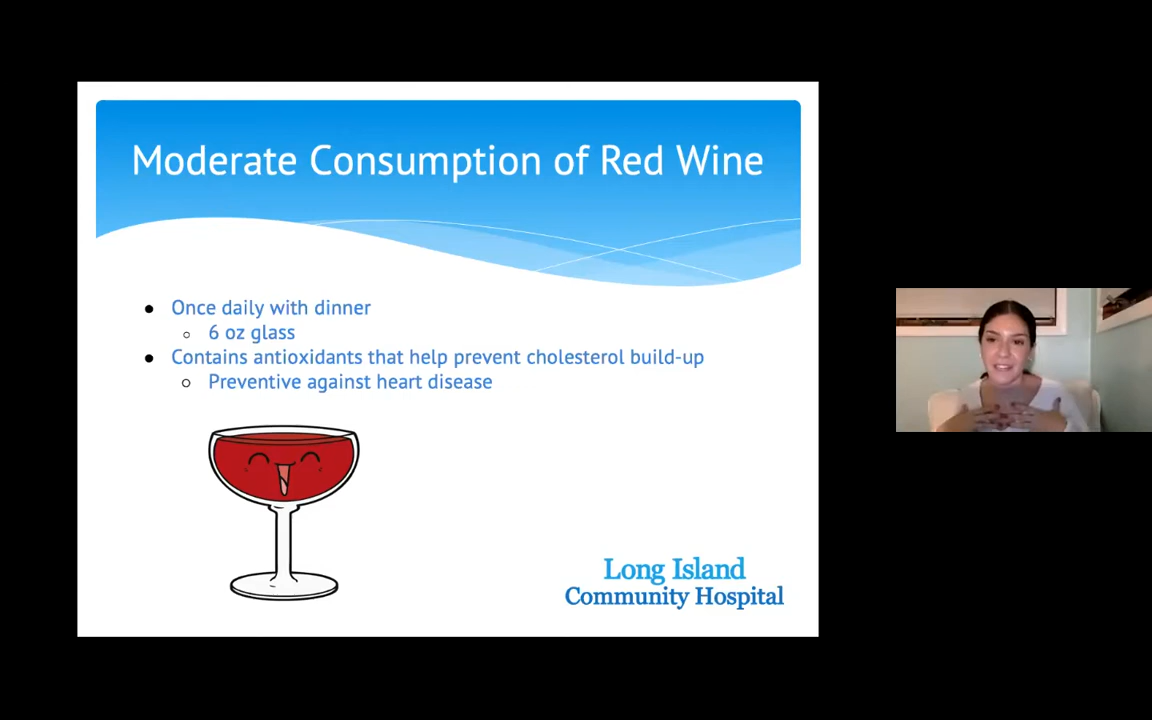 Moderate Consumption of Red Wine
Once daily with dinner
6 oz glass
Contains antioxidants that help prevent cholesterol build-up
Preventive against heart disease
Long Island
Community Hospital